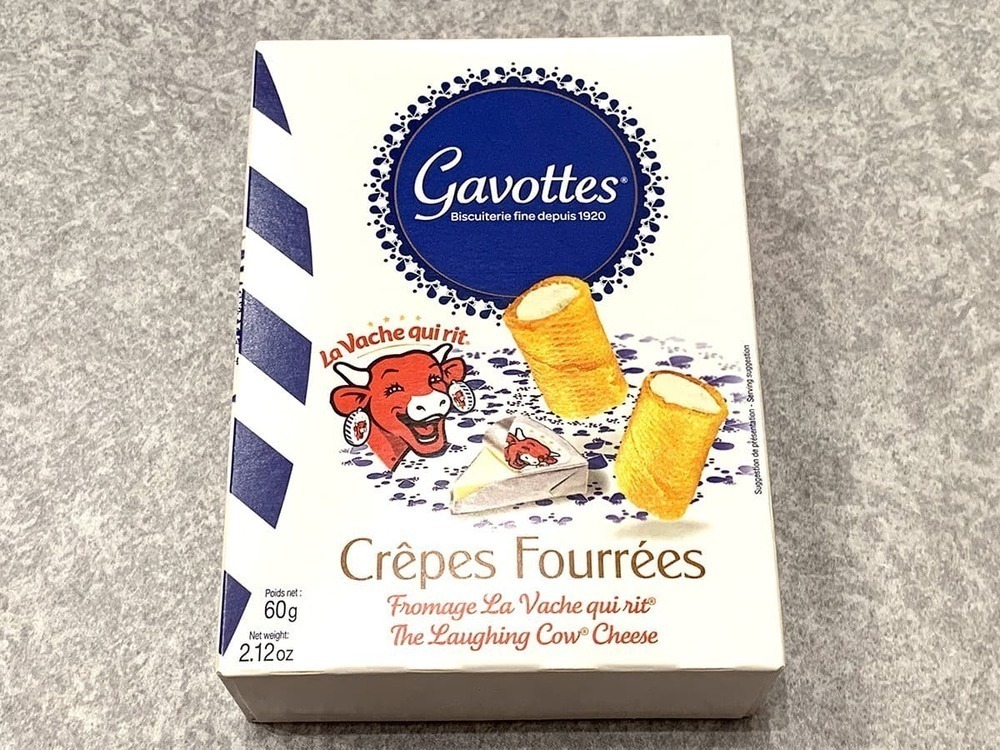 Gavottes®
Biscuiterie fine depuis 1920
La Vache qui rit®
Suggestion de présentation - Serving suggestion
Crêpes Fourrées
Fromage La Vache qui rit®
The Laughing Cow® Cheese
Poids net :
60g
Net weight:
2.12oz